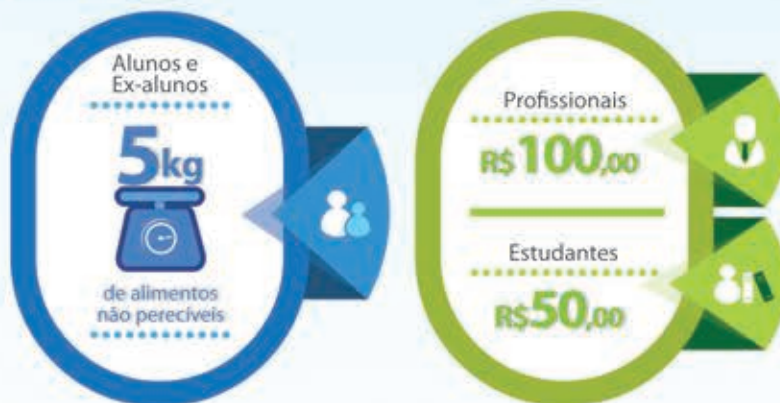 Alunos e
Ex-alunos
5kg
de alimentos
não perecíveis
Profissionais
R$100,00
Estudantes
R$50,00